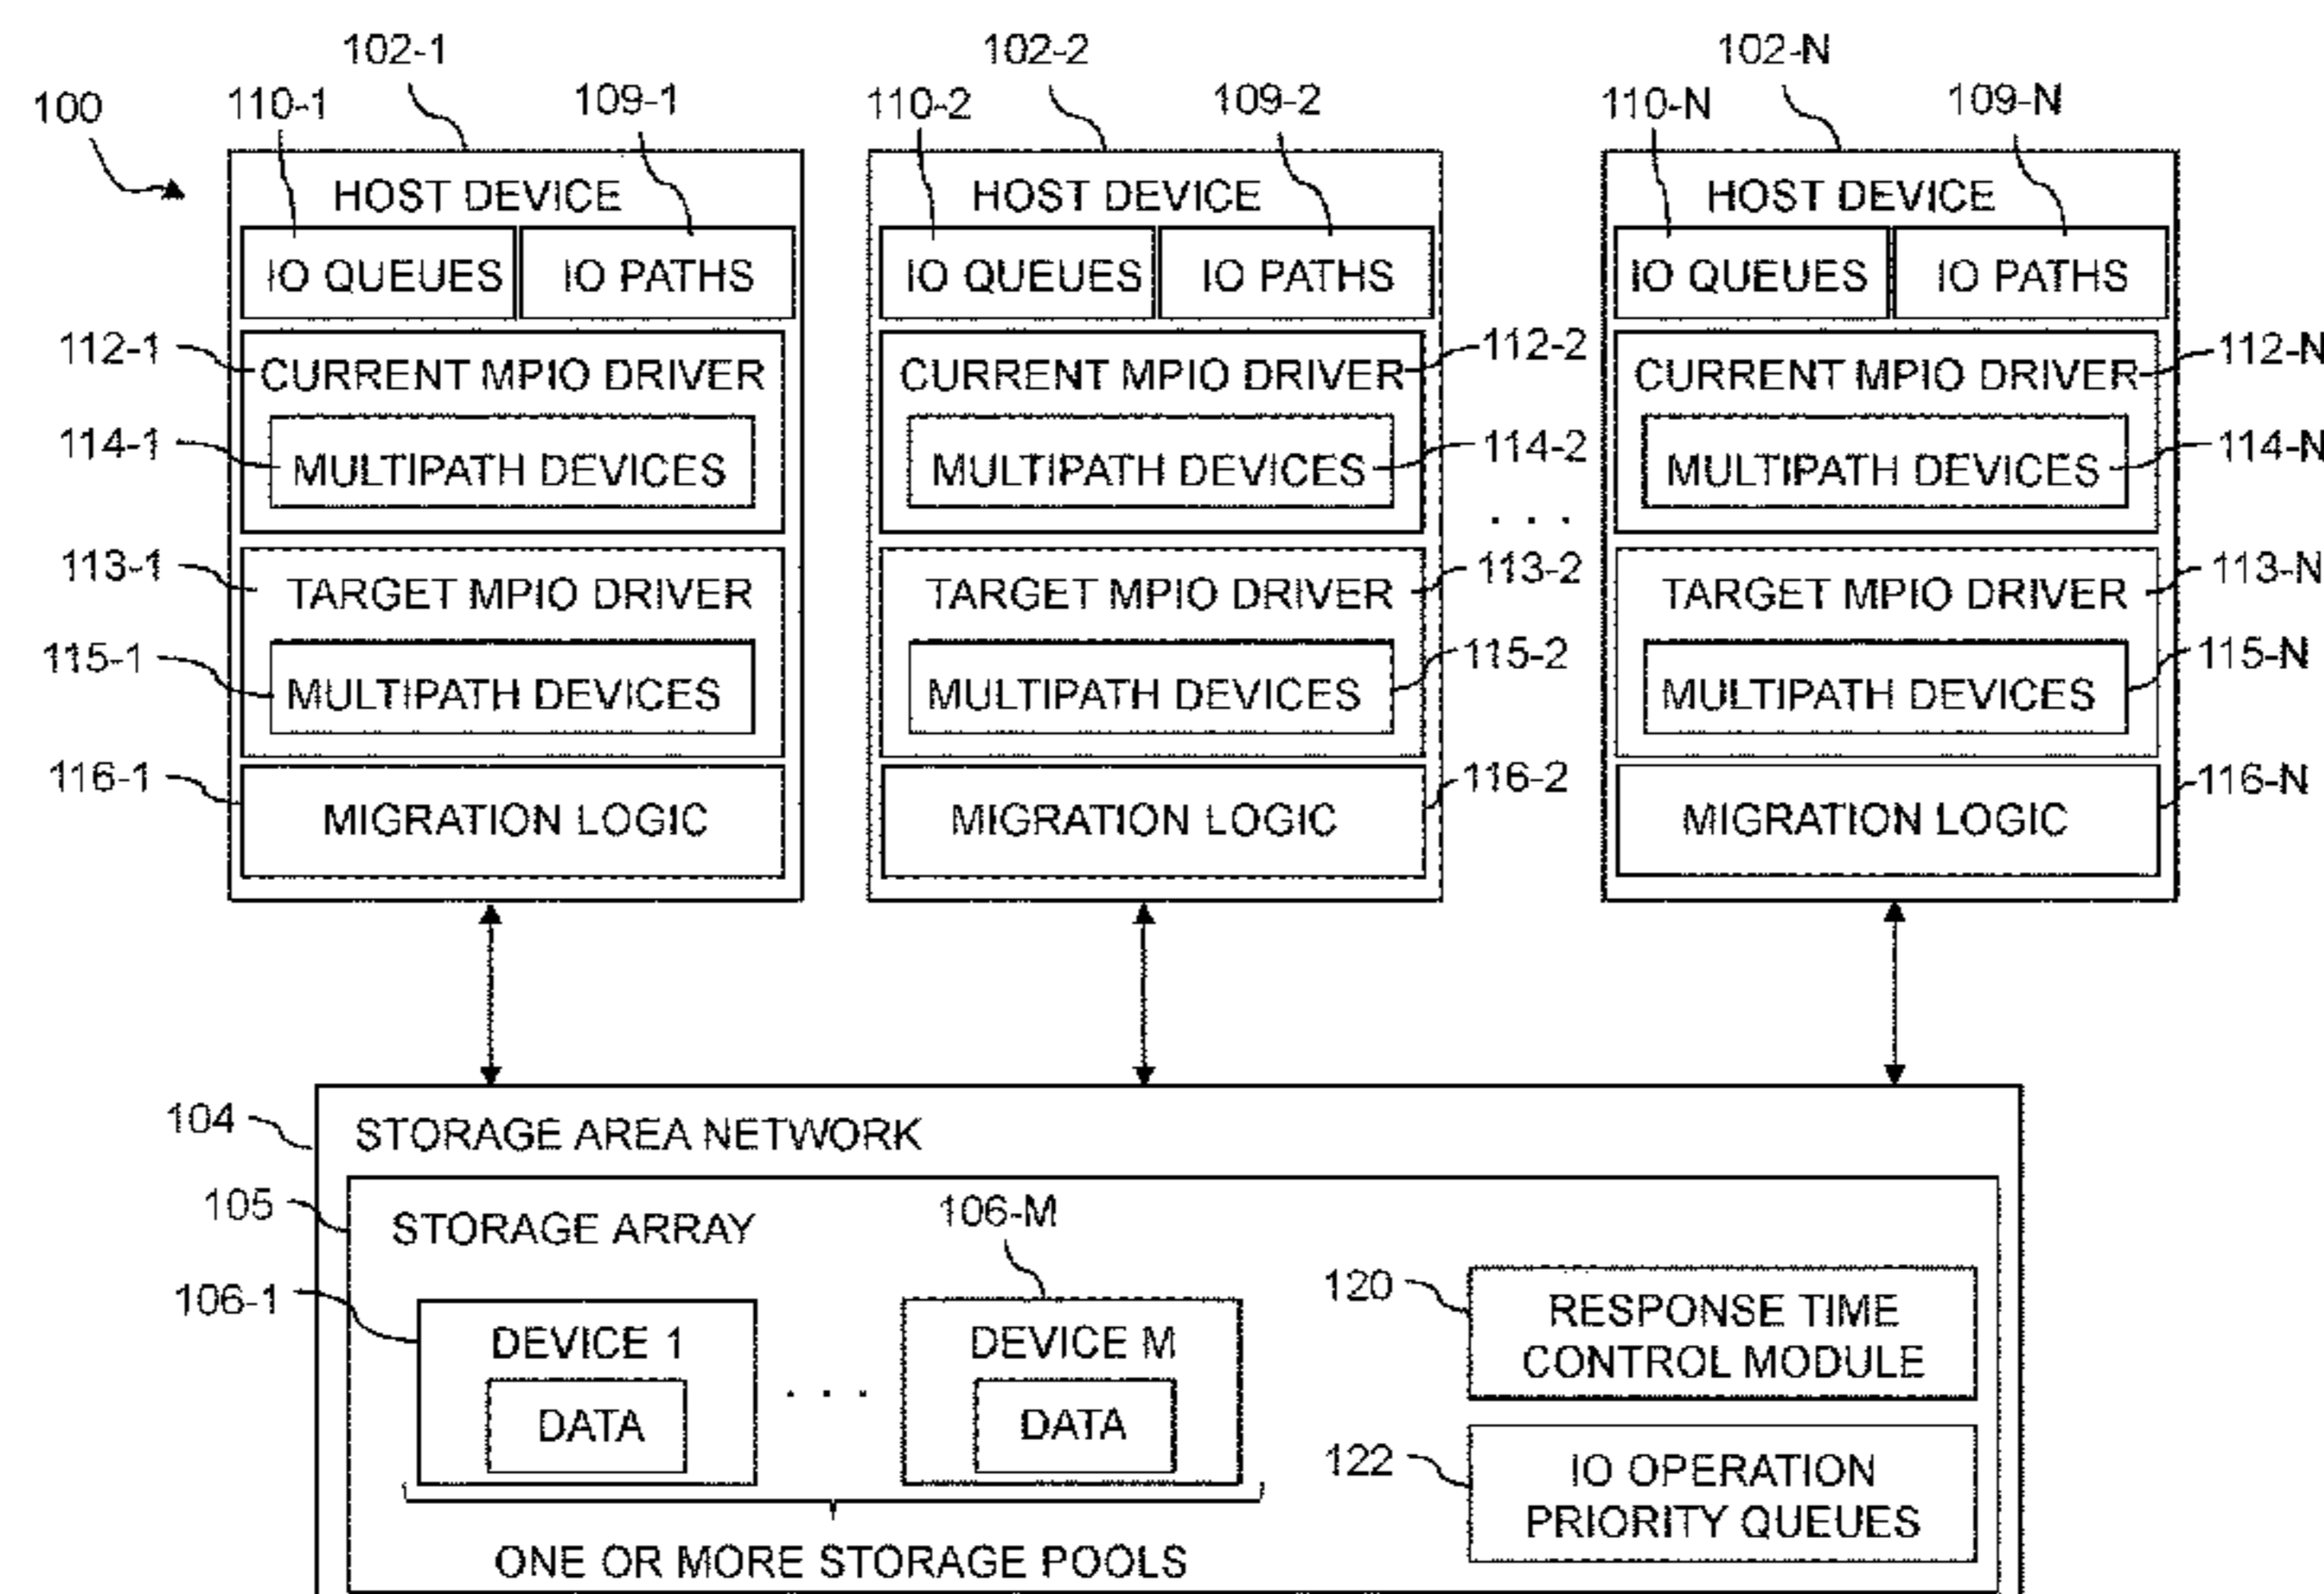 102-1
102-2
102-N
100
110-1
109-1
110-2
109-2
110-N
109-N
HOST DEVICE
HOST DEVICE
HOST DEVICE
IO QUEUES
IO PATHS
IO QUEUES
IO PATHS
IO QUEUES
IO PATHS
112-1
CURRENT MPIO DRIVER
CURRENT MPIO DRIVER
112-2
CURRENT MPIO DRIVER
112-N
114-1
MULTIPATH DEVICES
MULTIPATH DEVICES
114-2
MULTIPATH DEVICES
114-N
. . .
113-1
TARGET MPIO DRIVER
TARGET MPIO DRIVER
113-2
TARGET MPIO DRIVER
113-N
115-1
MULTIPATH DEVICES
MULTIPATH DEVICES
115-2
MULTIPATH DEVICES
115-N
116-1
MIGRATION LOGIC
MIGRATION LOGIC
116-2
MIGRATION LOGIC
116-N
104
STORAGE AREA NETWORK
105
STORAGE ARRAY
106-M
106-1
DEVICE 1
DATA
. . .
DEVICE M
DATA
ONE OR MORE STORAGE POOLS
120
RESPONSE TIME
CONTROL MODULE
122
IO OPERATION
PRIORITY QUEUES